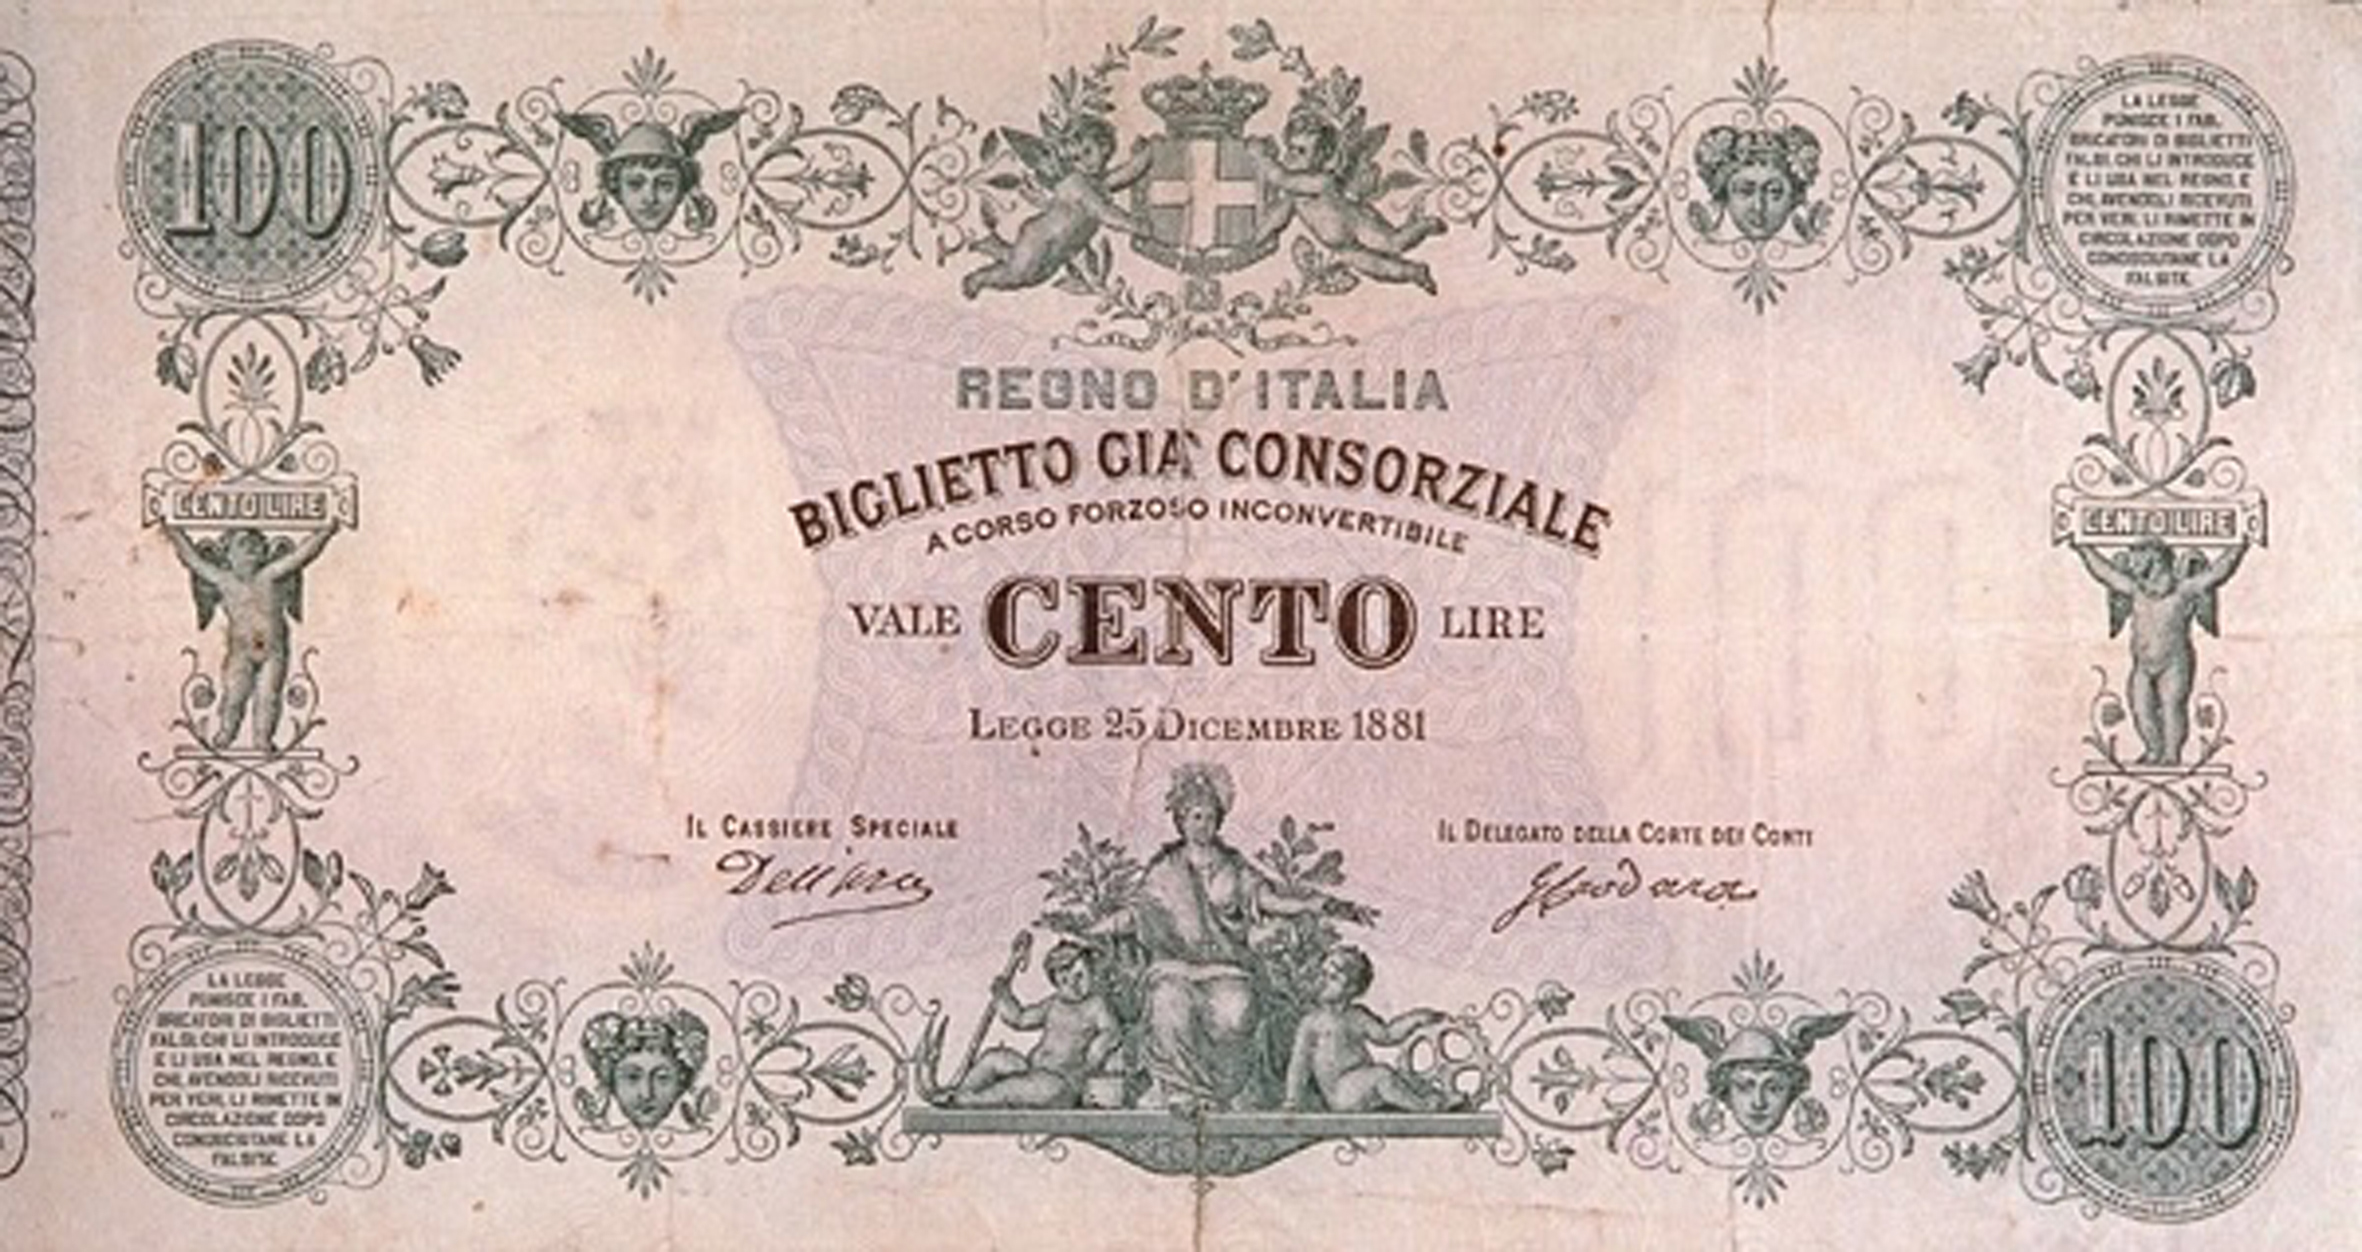 100
LA LEGGE
PUNISCE I FAB.
BRICATORI DI BIGLIETTI
FALSI, CHI LI INTRODUCE
E LI USA NEL REGNO, E
CHI, AVENDOLI RICEVUTI
PER VERI, LI RIMETTE IN
CIRCOLAZIONE DOPO
CONOSCIUTANE LA
FALSITÀ
REGNO D'ITALIA
BIGLIETTO GIA' CONSORZIALE
A CORSO FORZOSO INCONVERTIBILE
CENTO LIRE
CENTO LIRE
VALE CENTO LIRE
LEGGE 25 DICEMBRE 1881
IL CASSIERE SPECIALE
Dell'Ara
IL DELEGATO DELLA CORTE DEI CONTI
LA LEGGE
PUNISCE I FAB.
BRICATORI DI BIGLIETTI
FALSI, CHI LI INTRODUCE
E LI USA NEL REGNO, E
CHI, AVENDOLI RICEVUTI
PER VERI, LI RIMETTE IN
CIRCOLAZIONE DOPO
CONOSCIUTANE LA
FALSITÀ
100